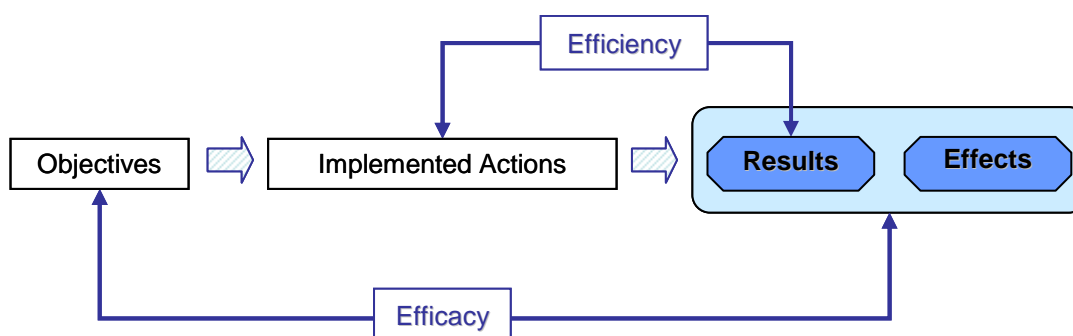 Efficiency
Objectives
Implemented Actions
Results
Effects
Efficacy